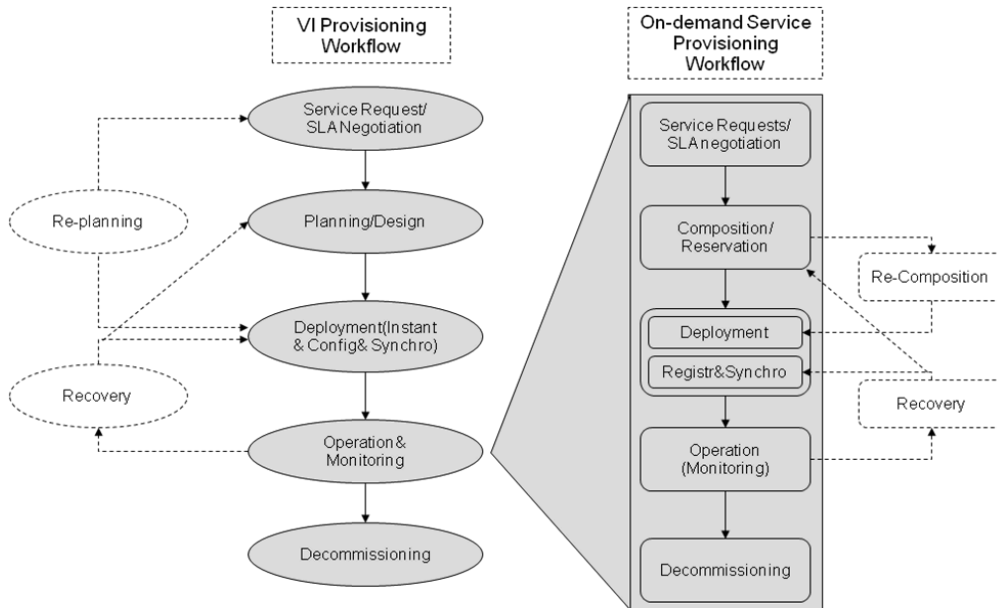 VI Provisioning
Workflow
Service Request/
SLA Negotiation
Re-planning
Planning/Design
Deployment(Instant
& Config& Synchro)
Recovery
Operation &
Monitoring
Decommissioning
On-demand Service
Provisioning
Workflow
Service Requests/
SLA negotiation
Composition/
Reservation
Re-Composition
Deployment
Registr&Synchro
Recovery
Operation
(Monitoring)
Decommissioning